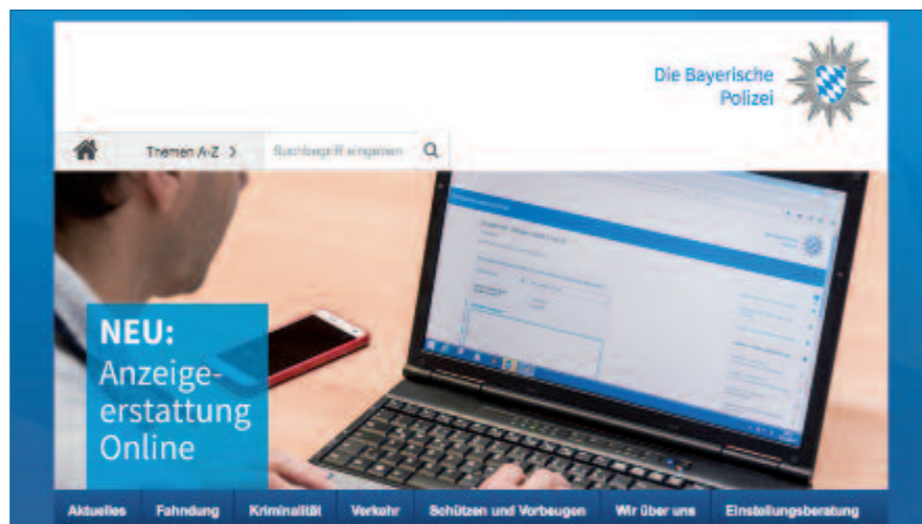 Die Bayerische
Polizei
Themen A-Z
Suchbegriff eingeben
NEU:
Anzeige-
erstattung
Online
Aktuelles Fahndung Kriminalität Verkehr Schützen und Vorbeugen Wir über uns Einstellungsberatung